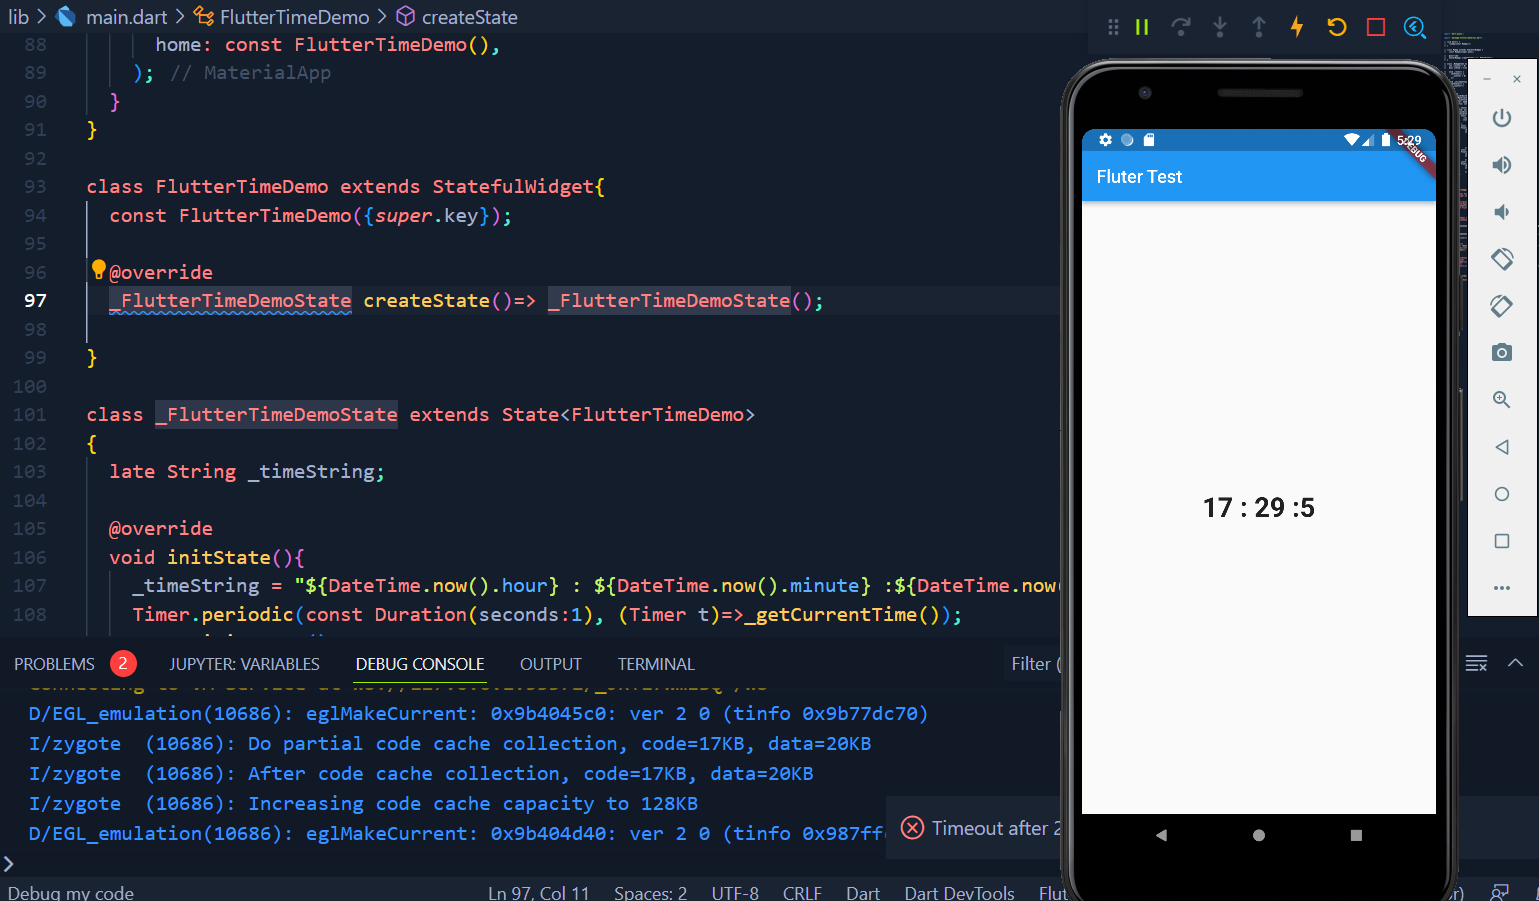 lib > main.dart > FlutterTimeDemo > createState
88 home: const FlutterTimeDemo(),
89 ); // MaterialApp
90 }
91 }
92
93 class FlutterTimeDemo extends StatefulWidget{
94 const FlutterTimeDemo({super.key});
95
96 @override
97 _FlutterTimeDemoState createState()=> _FlutterTimeDemoState();
98
99 }
100
101 class _FlutterTimeDemoState extends State<FlutterTimeDemo>
102 {
103 late String _timeString;
104
105 @override
106 void initState(){
107 _timeString = "${DateTime.now().hour} : ${DateTime.now().minute} :${DateTime.now(
108 Timer.periodic(const Duration(seconds:1), (Timer t)=>_getCurrentTime());
PROBLEMS 2 JUPYTER: VARIABLES DEBUG CONSOLE OUTPUT TERMINAL Filter (
D/EGL_emulation(10686): eglMakeCurrent: 0x9b4045c0: ver 2 0 (tinfo 0x9b77dc70)
I/zygote (10686): Do partial code cache collection, code=17KB, data=20KB
I/zygote (10686): After code cache collection, code=17KB, data=20KB
I/zygote (10686): Increasing code cache capacity to 128KB
D/EGL_emulation(10686): eglMakeCurrent: 0x9b404d40: ver 2 0 (tinfo 0x987ff
Timeout after 2
>
Debug my code Ln 97, Col 11 Spaces: 2 UTF-8 CRLF Dart Dart DevTools Flut
5:29
DEBUG
Fluter Test
17 : 29 :5